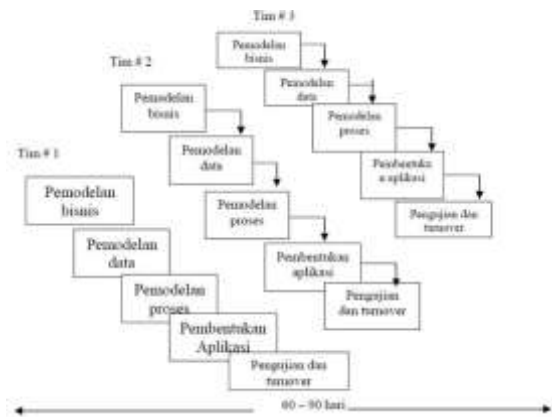 Tim # 3
Pemodelan
bisnis
Pemodelan
data
Pemodelan
proses
Pembentuka
n aplikasi
Pengujian dan
turnover
Tim # 2
Pemodelan
bisnis
Pemodelan
data
Pemodelan
proses
Pembentukan
aplikasi
Pengujian
dan turnover
Tim # 1
Pemodelan
bisnis
Pemodelan
data
Pemodelan
proses
Pembentukan
Aplikasi
Pengujian dan
turnover
60 – 90 hari